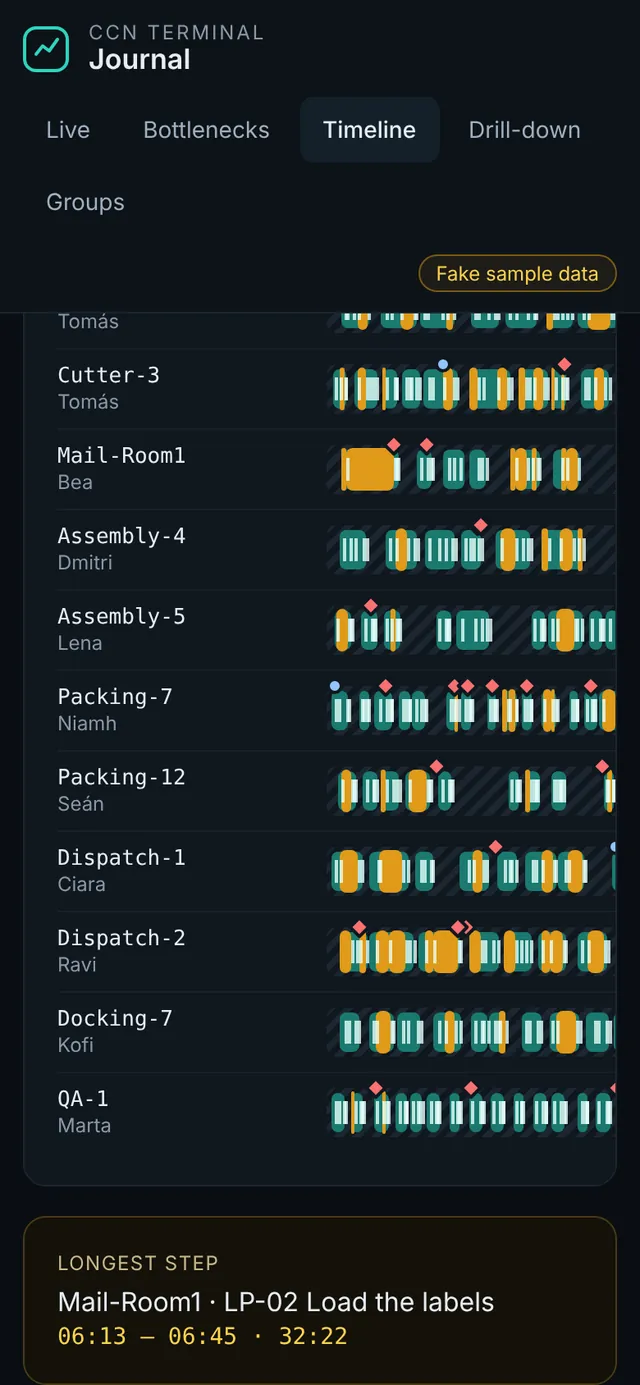 CCN TERMINAL
Journal
Live
Bottlenecks
Timeline
Drill-down
Groups
Fake sample data
Tomás
Cutter-3
Tomás
Mail-Room1
Bea
Assembly-4
Dmitri
Assembly-5
Lena
Packing-7
Niamh
Packing-12
Seán
Dispatch-1
Ciara
Dispatch-2
Ravi
Docking-7
Kofi
QA-1
Marta
LONGEST STEP
Mail-Room1 · LP-02 Load the labels
06:13 – 06:45 · 32:22